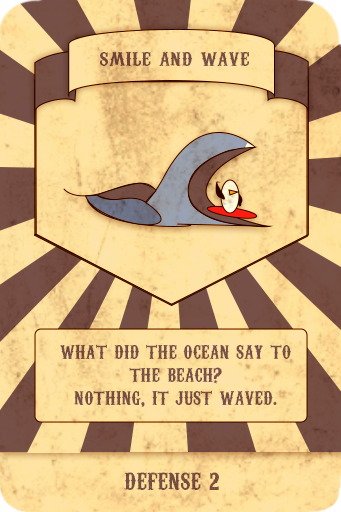 SMILE AND WAVE
WHAT DID THE OCEAN SAY TO
THE BEACH?
NOTHING, IT JUST WAVED.
DEFENSE 2